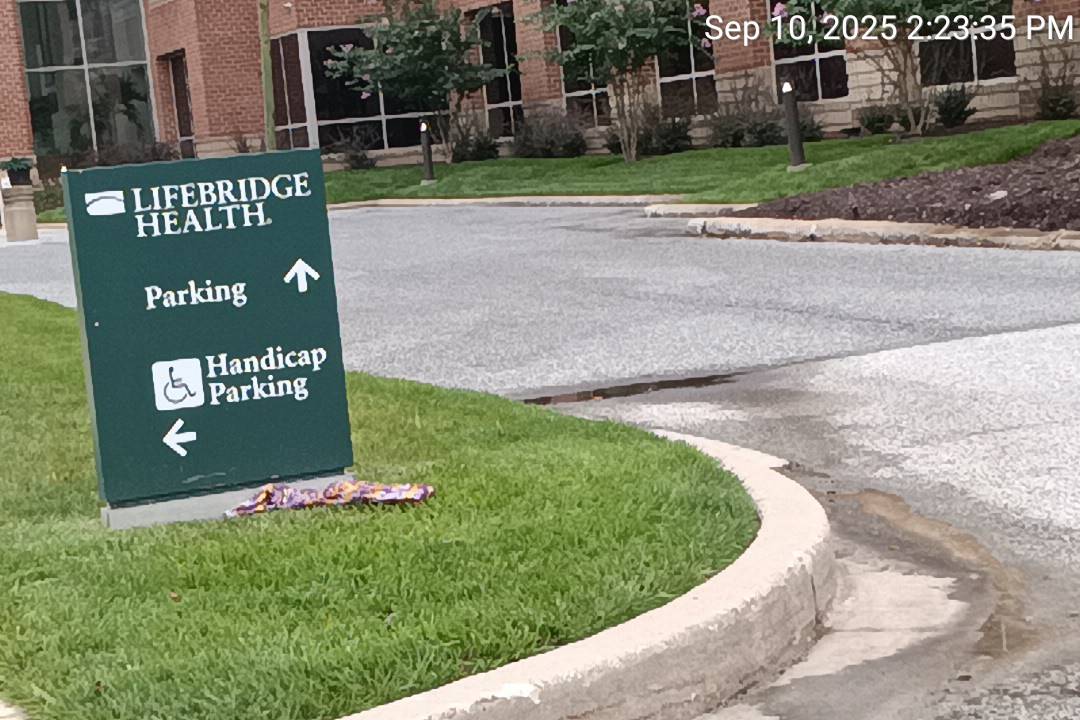 Sep 10, 2025 2:23:35 PM
LIFEBRIDGE
HEALTH.
Parking
Handicap
Parking